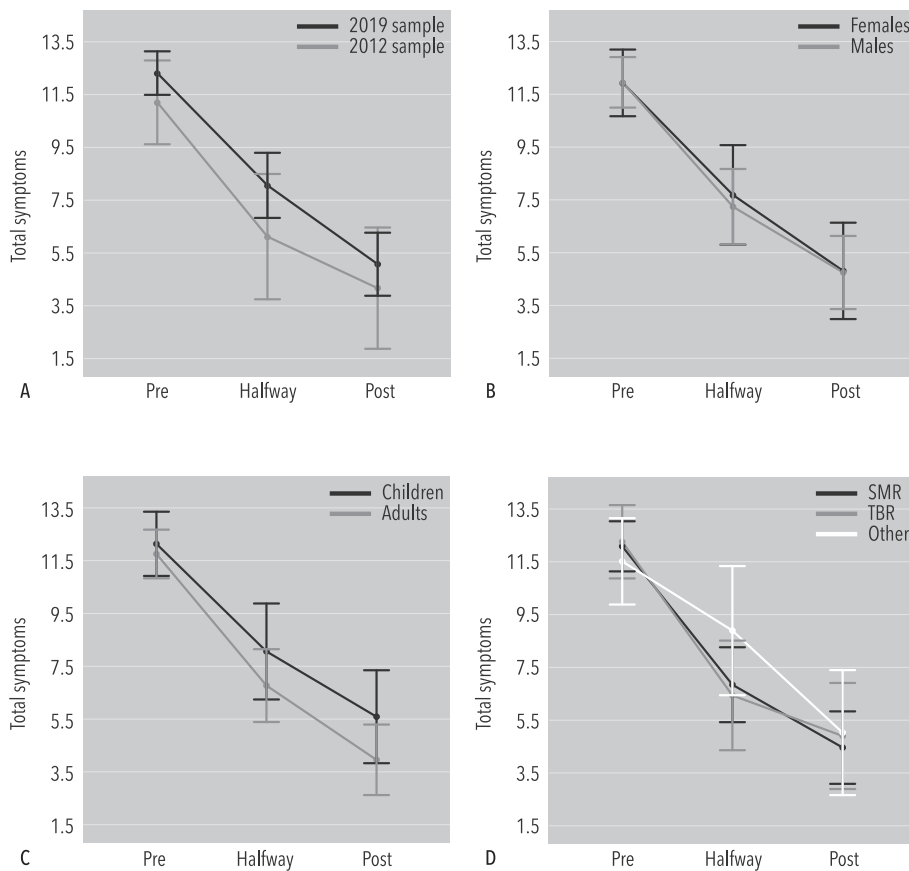 2019 sample
2012 sample
13.5
11.5
9.5
7.5
5.5
3.5
1.5
Total symptoms
A
Pre
Halfway
Post
Females
Males
13.5
11.5
9.5
7.5
5.5
3.5
1.5
Total symptoms
B
Pre
Halfway
Post
Children
Adults
13.5
11.5
9.5
7.5
5.5
3.5
1.5
Total symptoms
C
Pre
Halfway
Post
SMR
TBR
Other
13.5
11.5
9.5
7.5
5.5
3.5
1.5
Total symptoms
D
Pre
Halfway
Post